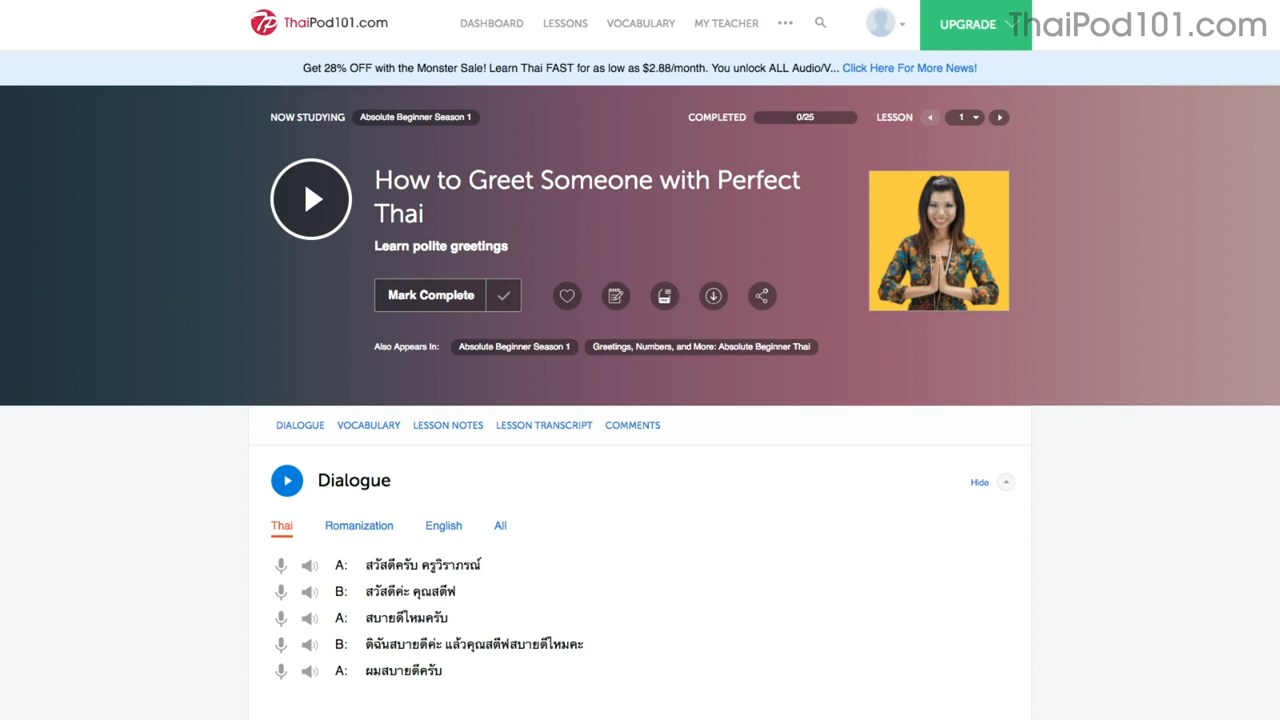 ThaiPod101.com
DASHBOARD LESSONS VOCABULARY MY TEACHER ••• UPGRADE
ThaiPod101.com
Get 28% OFF with the Monster Sale! Learn Thai FAST for as low as $2.88/month. You unlock ALL Audio/V... Click Here For More News!
NOW STUDYING Absolute Beginner Season 1 COMPLETED 0/25 LESSON 1
How to Greet Someone with Perfect
Thai
Learn polite greetings
Mark Complete
Also Appears In: Absolute Beginner Season 1 Greetings, Numbers, and More: Absolute Beginner Thai
DIALOGUE VOCABULARY LESSON NOTES LESSON TRANSCRIPT COMMENTS
Dialogue Hide
Thai Romanization English All
A: สวัสดีครับ ครูวิราภรณ์
B: สวัสดีค่ะ คุณสตีฟ
A: สบายดีไหมครับ
B: ดิฉันสบายดีค่ะ แล้วคุณสตีฟสบายดีไหมคะ
A: ผมสบายดีครับ